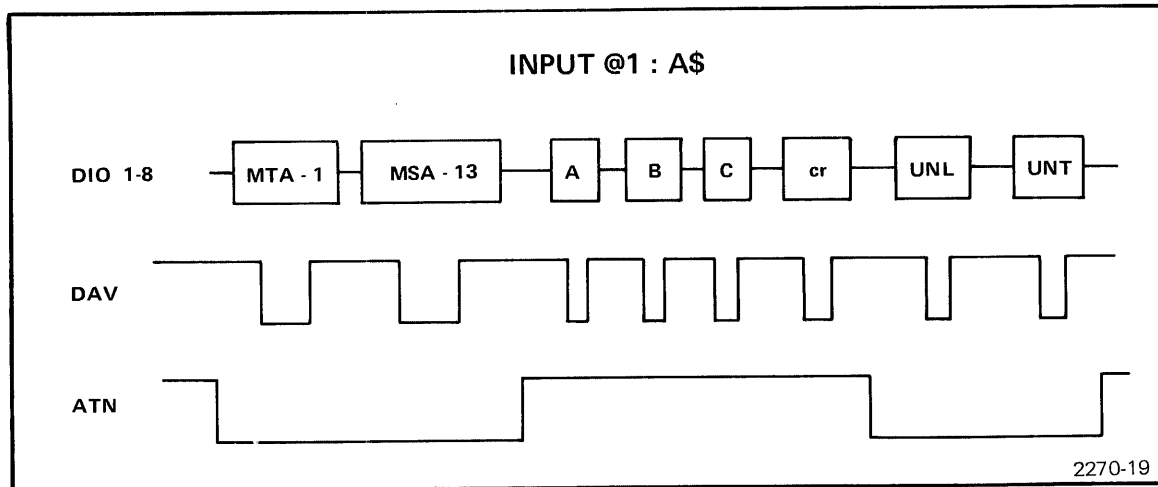 INPUT @1 : A$
DIO 1-8 MTA - 1 MSA - 13 A B C cr UNL UNT
DAV
ATN
2270-19